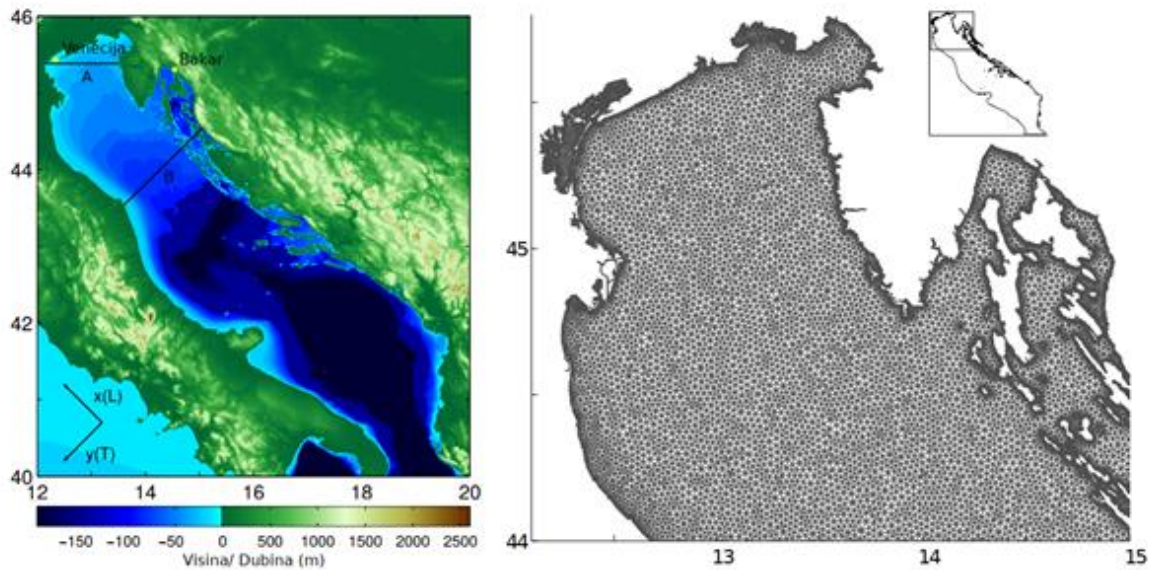 46
Venecija
Bakar
A
44
B
42
x(L)
y(T)
40
12 14 16 18 20
−150 −100 −50 0 500 1000 1500 2000 2500
Visina/ Dubina (m)
45
44
13 14 15